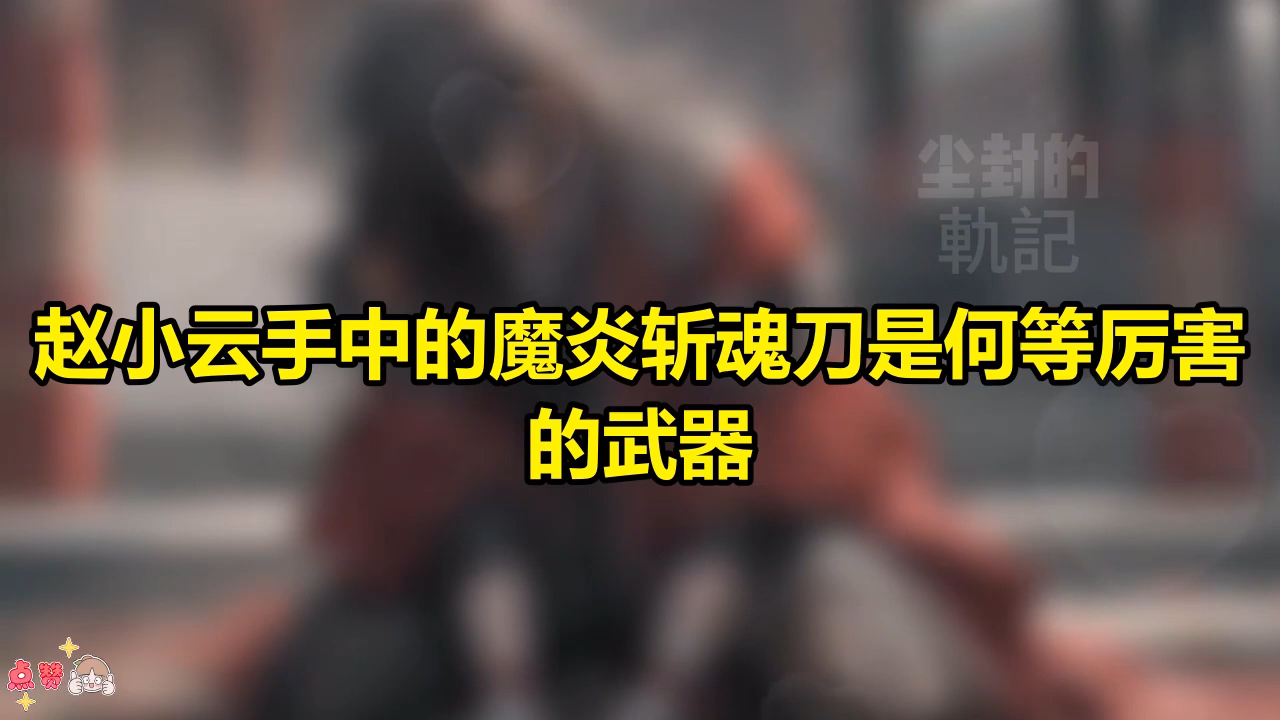 尘封的
軌記
赵小云手中的魔炎斩魂刀是何等厉害
的武器
点赞